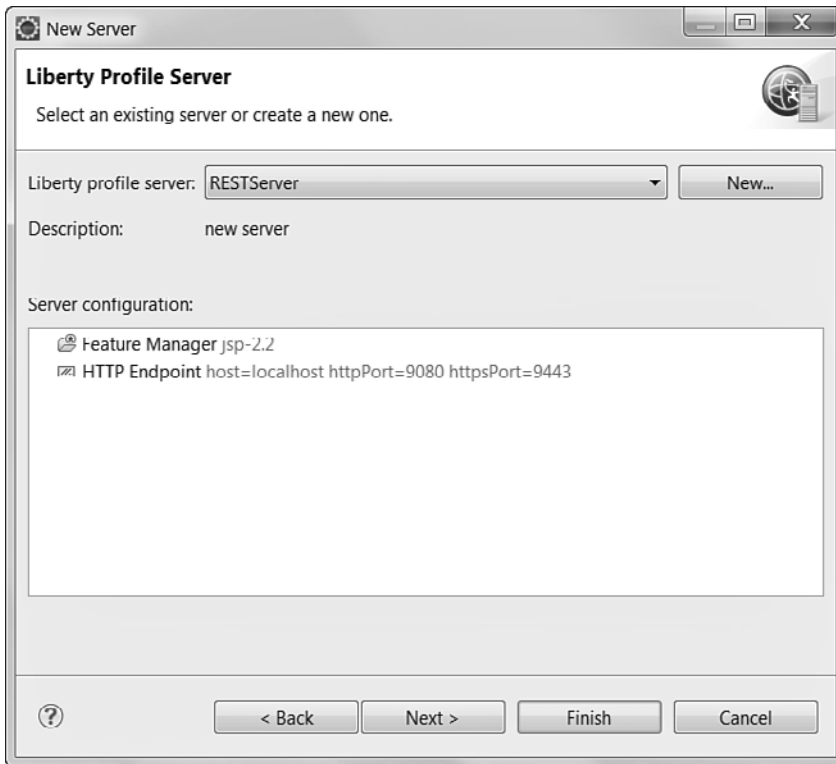 New Server
Liberty Profile Server
Select an existing server or create a new one.
Liberty profile server: RESTServer New...
Description: new server
Server configuration:
Feature Manager jsp-2.2
HTTP Endpoint host=localhost httpPort=9080 httpsPort=9443
? < Back Next > Finish Cancel